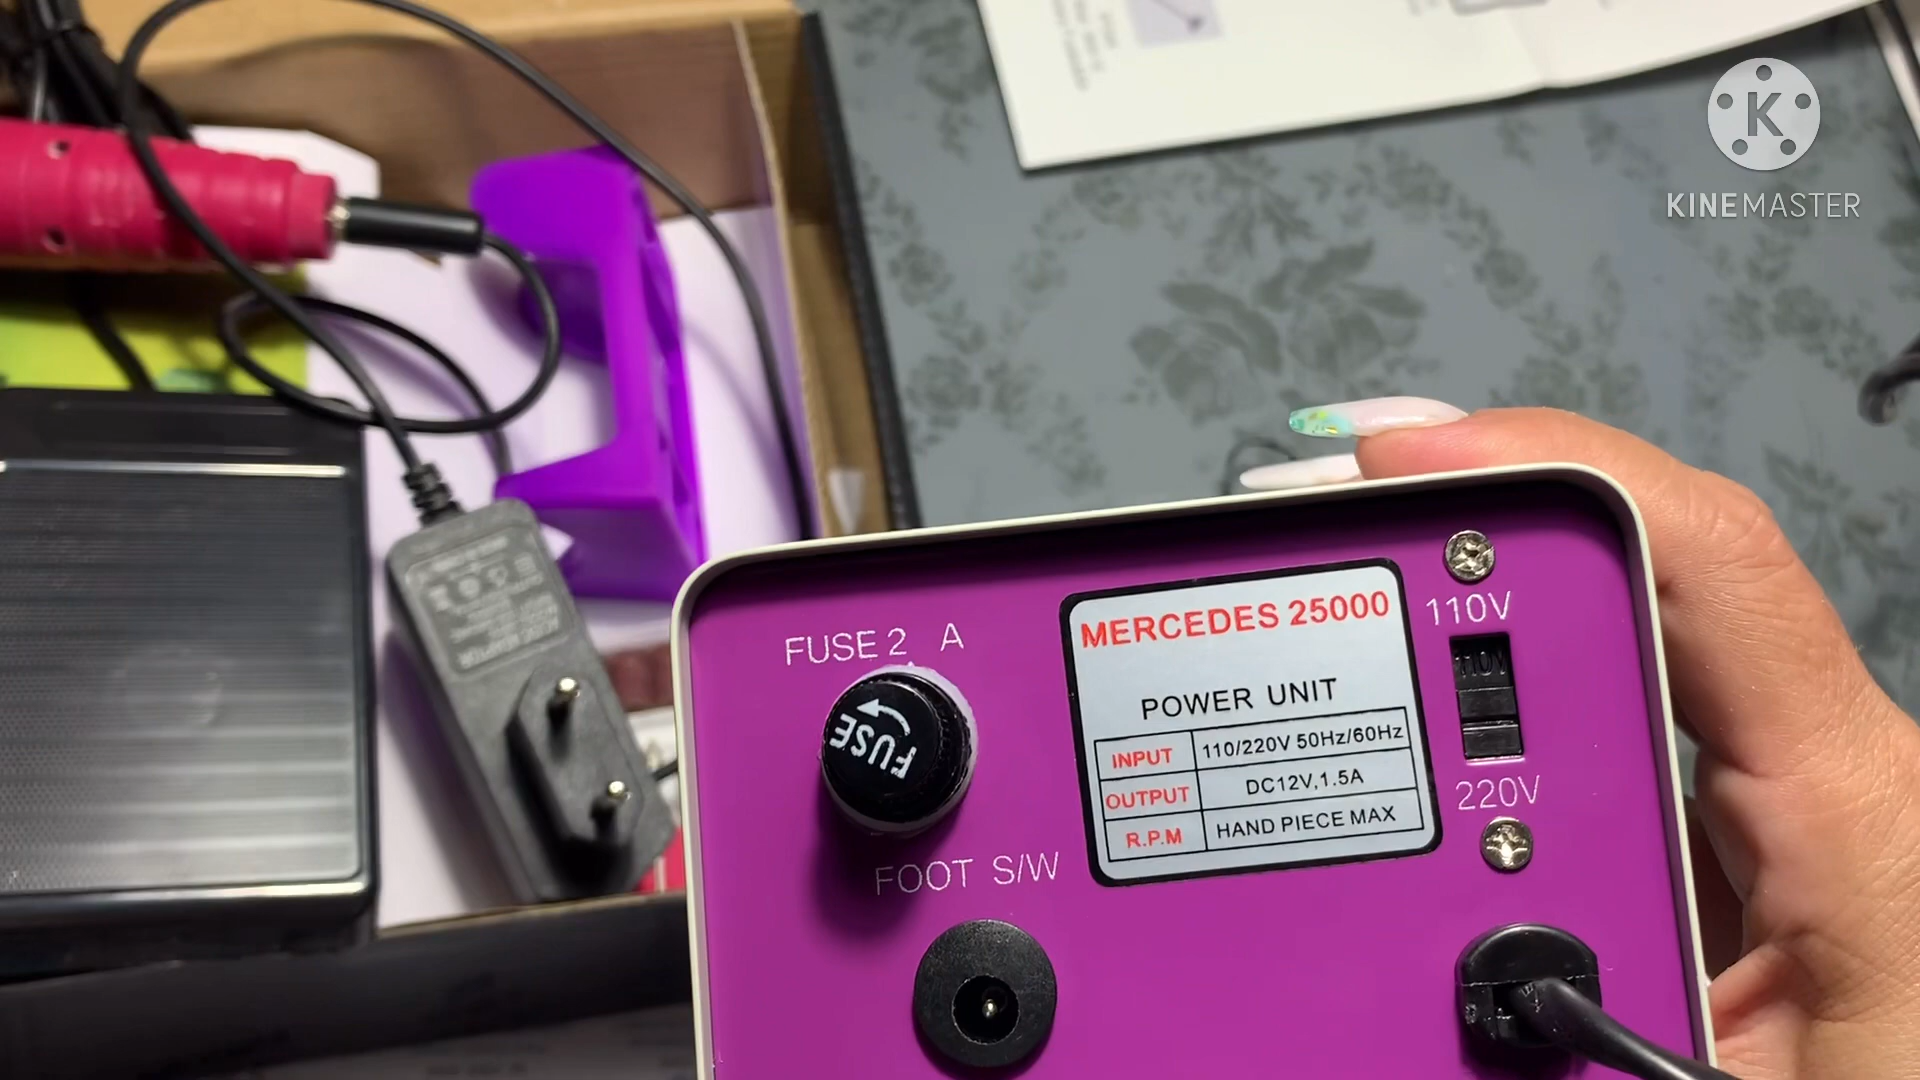 K
KINEMASTER
FUSE 2 A
FUSE
FOOT S/W
MERCEDES 25000
POWER UNIT
INPUT 110/220V 50Hz/60Hz
OUTPUT DC12V,1.5A
R.P.M HAND PIECE MAX
110V
110V
220V